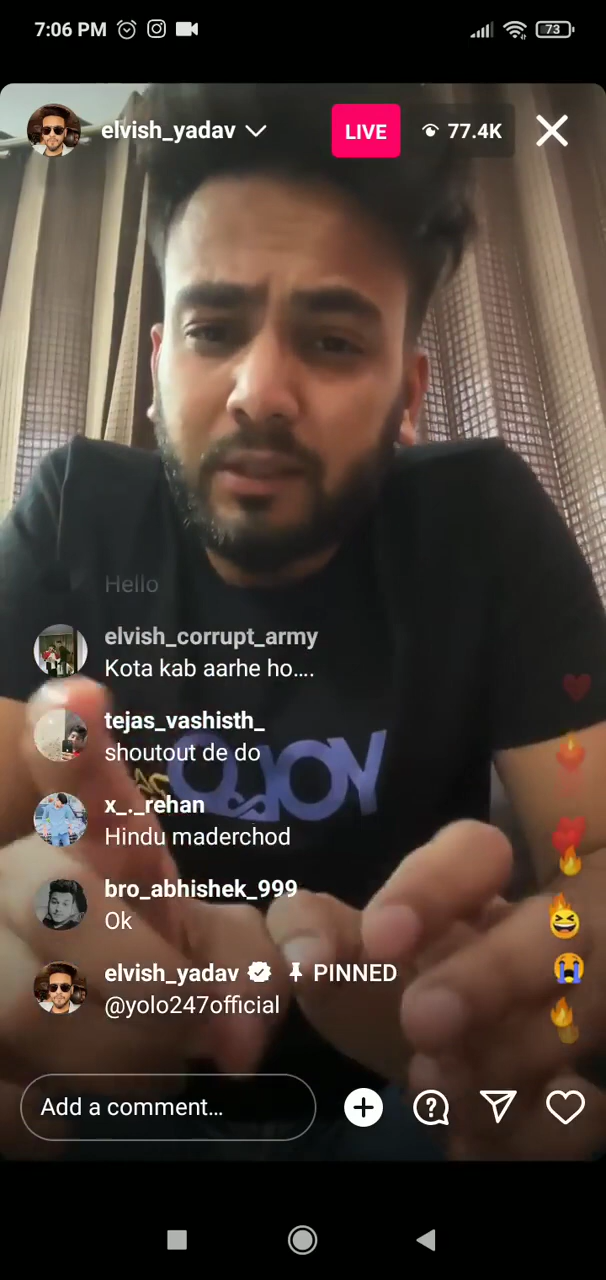 7:06 PM
73
elvish_yadav
LIVE
77.4K
Hello
elvish_corrupt_army
Kota kab aarhe ho....
tejas_vashisth_
shoutout de do
x_._rehan
Hindu maderchod
bro_abhishek_999
Ok
elvish_yadav PINNED
@yolo247official
Add a comment...